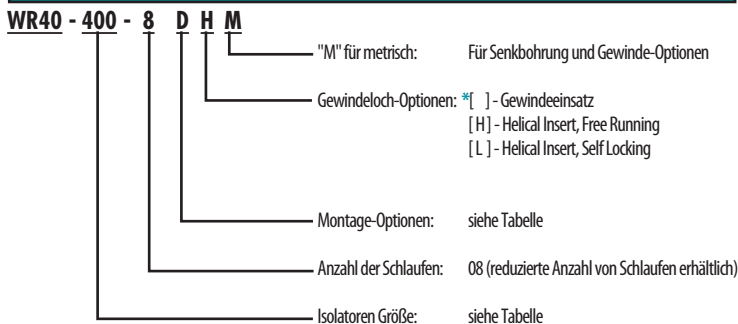 WR40 - 400 - 8 D H M
"M" für metrisch: Für Senkbohrung und Gewinde-Optionen
Gewindeloch-Optionen: *[ ] - Gewindeeinsatz
[ H ] - Helical Insert, Free Running
[ L ] - Helical Insert, Self Locking
Montage-Optionen: siehe Tabelle
Anzahl der Schlaufen: 08 (reduzierte Anzahl von Schlaufen erhältlich)
Isolatoren Größe: siehe Tabelle